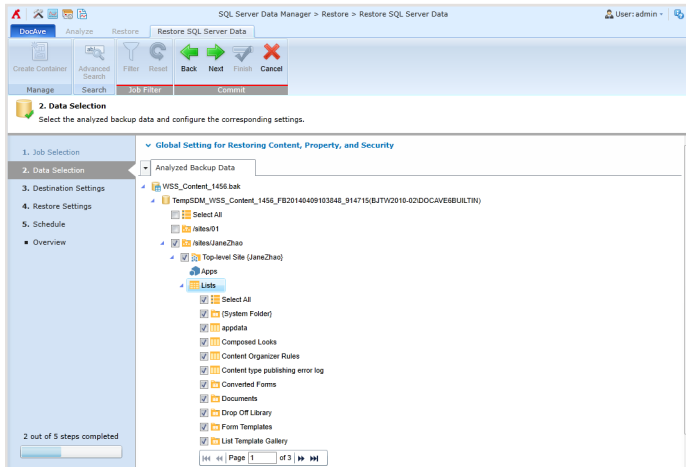 SQL Server Data Manager > Restore > Restore SQL Server Data
User: admin
DocAve
Analyze
Restore
Restore SQL Server Data
Create Container
Advanced Search
Filter
Reset
Back
Next
Finish
Cancel
Manage
Search
Job Filter
Commit
2. Data Selection
Select the analyzed backup data and configure the corresponding settings.
1. Job Selection
2. Data Selection
3. Destination Settings
4. Restore Settings
5. Schedule
Overview
2 out of 5 steps completed
Global Setting for Restoring Content, Property, and Security
Analyzed Backup Data
WSS_Content_1456.bak
TempSDM_WSS_Content_1456_FB20140409103848_914715(BJTW2010-02\DOCAVE6BUILTIN)
Select All
/sites/01
/sites/JaneZhao
Top-level Site {JaneZhao}
Apps
Lists
Select All
{System Folder}
appdata
Composed Looks
Content Organizer Rules
Content type publishing error log
Converted Forms
Documents
Drop Off Library
Form Templates
List Template Gallery
Page 1 of 3